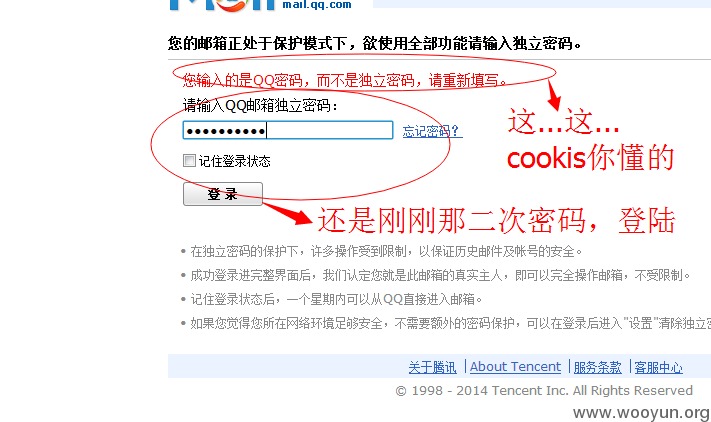 mail.qq.com
您的邮箱正处于保护模式下，欲使用全部功能请输入独立密码。
您输入的是QQ密码，而不是独立密码，请重新填写。
请输入QQ邮箱独立密码：
忘记密码？
记住登录状态
登 录
这...这...
cookis你懂的
还是刚刚那二次密码，登陆
• 在独立密码的保护下，许多操作受到限制，以保证历史邮件及帐号的安全。
• 成功登录进完整界面后，我们认定您就是此邮箱的真实主人，即可以完全操作邮箱，不受限制。
• 记住登录状态后，一个星期内可以从QQ直接进入邮箱。
• 如果您觉得您所在网络环境足够安全，不需要额外的密码保护，可以在登录后进入"设置"清除独立
关于腾讯 | About Tencent | 服务条款 | 客服中心
© 1998 - 2014 Tencent Inc. All Rights Reserved
www.wooyun.org